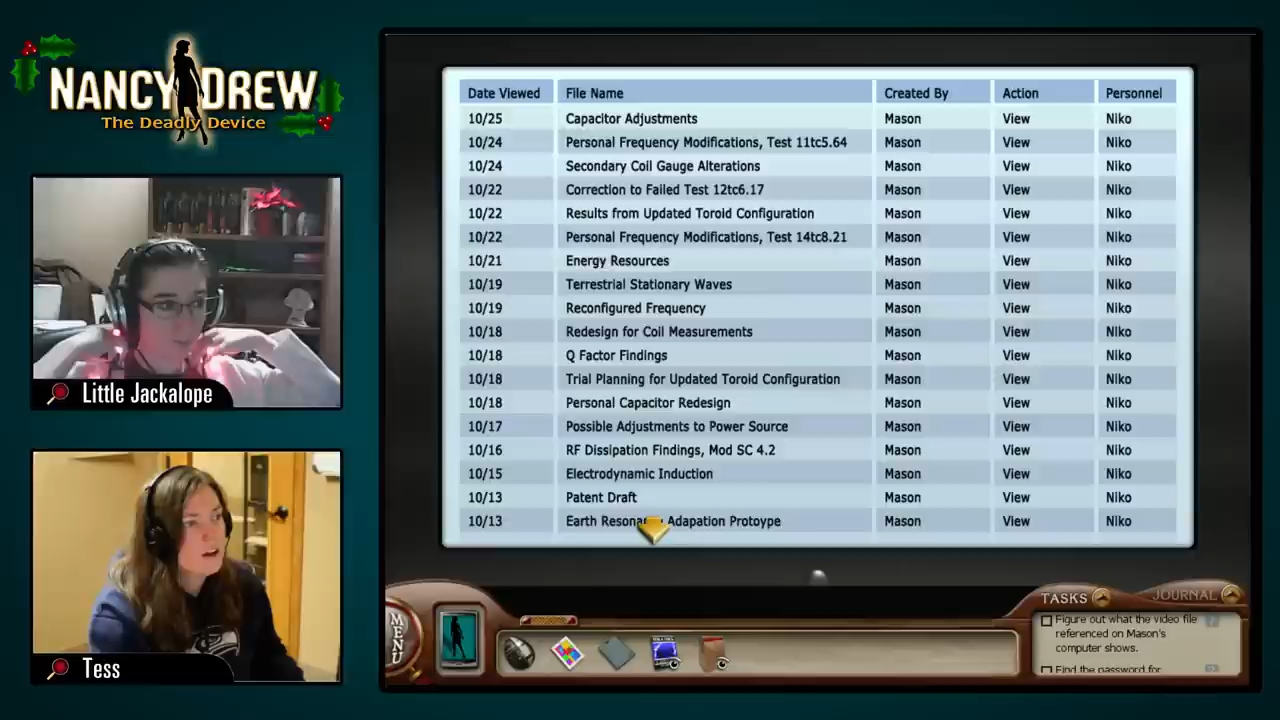 NANCY DREW
The Deadly Device
Little Jackalope
Tess
Date Viewed File Name Created By Action Personnel
10/25 Capacitor Adjustments Mason View Niko
10/24 Personal Frequency Modifications, Test 11tc5.64 Mason View Niko
10/24 Secondary Coil Gauge Alterations Mason View Niko
10/22 Correction to Failed Test 12tc6.17 Mason View Niko
10/22 Results from Updated Toroid Configuration Mason View Niko
10/22 Personal Frequency Modifications, Test 14tc8.21 Mason View Niko
10/21 Energy Resources Mason View Niko
10/19 Terrestrial Stationary Waves Mason View Niko
10/19 Reconfigured Frequency Mason View Niko
10/18 Redesign for Coil Measurements Mason View Niko
10/18 Q Factor Findings Mason View Niko
10/18 Trial Planning for Updated Toroid Configuration Mason View Niko
10/18 Personal Capacitor Redesign Mason View Niko
10/17 Possible Adjustments to Power Source Mason View Niko
10/16 RF Dissipation Findings, Mod SC 4.2 Mason View Niko
10/15 Electrodynamic Induction Mason View Niko
10/13 Patent Draft Mason View Niko
10/13 Earth Adapation Protoype Mason View Niko
MENU
TASKS JOURNAL
Figure out what the video file
referenced on Mason's
computer shows.
Find the password for